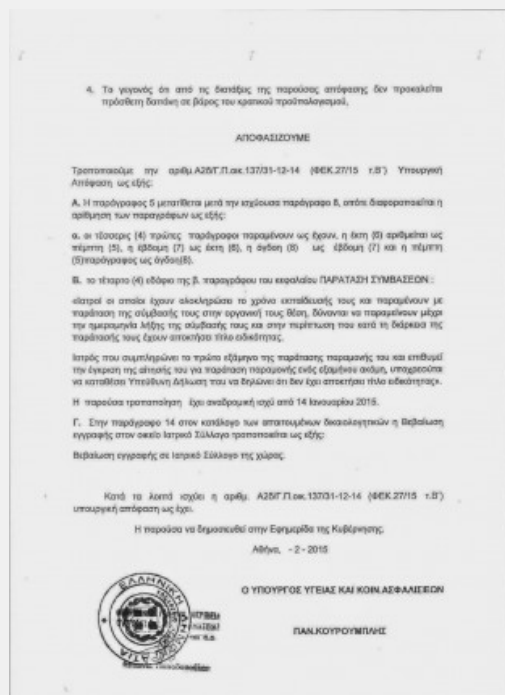 4. Το γεγονός ότι από τις διατάξεις της παρούσας απόφασης δεν προκαλείται
πρόσθετη δαπάνη σε βάρος του κρατικού προϋπολογισμού,
ΑΠΟΦΑΣΙΖΟΥΜΕ
Τροποποιούμε την αριθμ.Α2δ/Γ.Π.οικ.137/31-12-14 (ΦΕΚ.27/15 τ.Β΄) Υπουργική
Απόφαση ως εξής:
Α. Η παράγραφος 5 μετατίθεται μετά την ισχύουσα παράγραφο 8, οπότε διαφοροποιείται η
αρίθμηση των παραγράφων ως εξής:
α. οι τέσσερις (4) πρώτες παράγραφοι παραμένουν ως έχουν, η έκτη (6) αριθμείται ως
πέμπτη (5), η έβδομη (7) ως έκτη (6), η όγδοη (8) ως έβδομη (7) και η πέμπτη
(5)παράγραφος ως όγδοη(8).
Β. το τέταρτο (4) εδάφιο της β. παραγράφου του κεφαλαίου ΠΑΡΑΤΑΣΗ ΣΥΜΒΑΣΕΩΝ :
«Ιατροί οι οποίοι έχουν ολοκληρώσει το χρόνο εκπαίδευσής τους και παραμένουν με
παράταση της σύμβασής τους στην οργανική τους θέση, δύνανται να παραμείνουν μέχρι
την ημερομηνία λήξης της σύμβασής τους και στην περίπτωση που κατά τη διάρκεια της
παράτασής τους έχουν αποκτήσει τίτλο ειδικότητας.
Ιατρός που συμπληρώνει το πρώτο εξάμηνο της παράτασης παραμονής του και επιθυμεί
την έγκριση της αίτησής του για παράταση παραμονής ενός εξαμήνου ακόμη, υποχρεούται
να καταθέσει Υπεύθυνη Δήλωση που να δηλώνει ότι δεν έχει αποκτήσει τίτλο ειδικότητας».
Η παρούσα τροποποίηση έχει αναδρομική ισχύ από 14 Ιανουαρίου 2015.
Γ. Στην παράγραφο 14 στον κατάλογο των απαιτουμένων δικαιολογητικών η Βεβαίωση
εγγραφής στον οικείο Ιατρικό Σύλλογο τροποποιείται ως εξής:
Βεβαίωση εγγραφής σε Ιατρικό Σύλλογο της χώρας.
Κατά τα λοιπά ισχύει η αριθμ. Α2δ/Γ.Π.οικ.137/31-12-14 (ΦΕΚ.27/15 τ.Β΄)
υπουργική απόφαση ως έχει.
Η παρούσα να δημοσιευθεί στην Εφημερίδα της Κυβέρνησης.
Αθήνα, - 2 - 2015
Ο ΥΠΟΥΡΓΟΣ ΥΓΕΙΑΣ ΚΑΙ ΚΟΙΝ.ΑΣΦΑΛΙΣΕΩΝ
ΠΑΝ.ΚΟΥΡΟΥΜΠΛΗΣ
ΕΛΛΗΝΙΚΗ ΔΗΜΟΚΡΑΤΙΑ